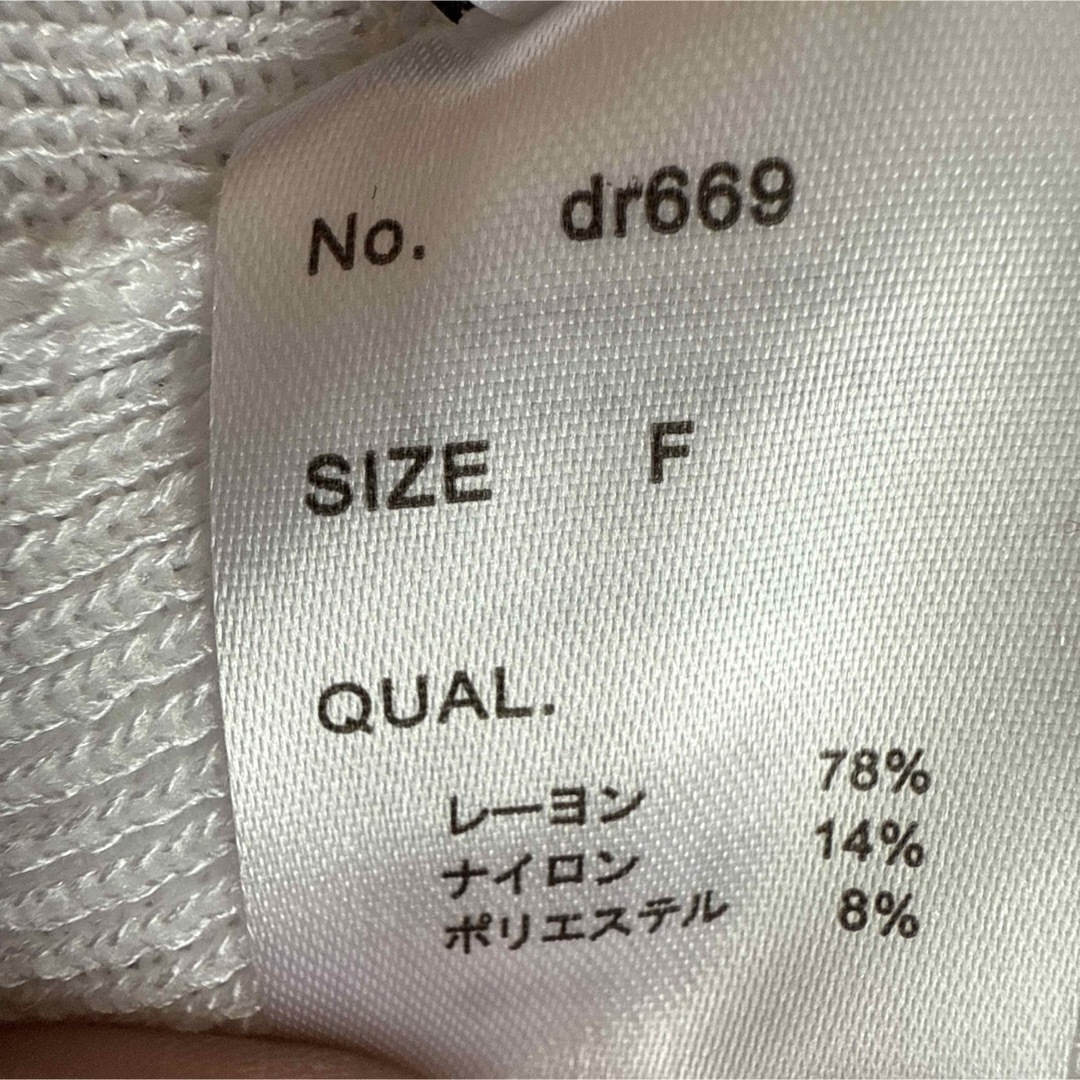 No. dr669
SIZE F
QUAL.
レーヨン 78%
ナイロン 14%
ポリエステル 8%